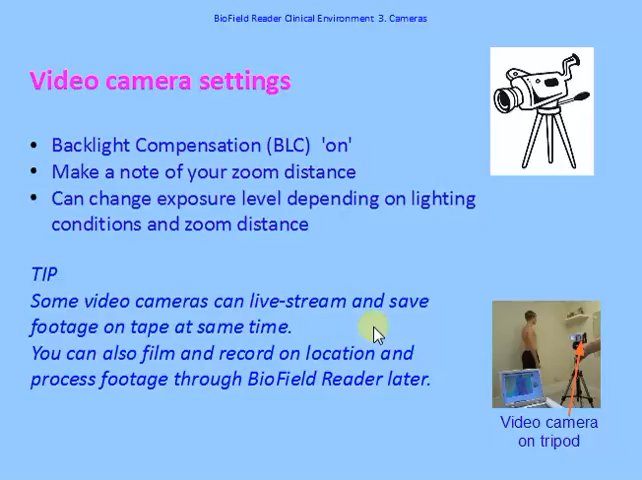 BioField Reader Clinical Environment  3. Cameras
Video camera settings
• Backlight Compensation (BLC)  'on'
• Make a note of your zoom distance
• Can change exposure level depending on lighting
conditions and zoom distance
TIP
Some video cameras can live-stream and save
footage on tape at same time.
You can also film and record on location and
process footage through BioField Reader later.
Video camera
on tripod